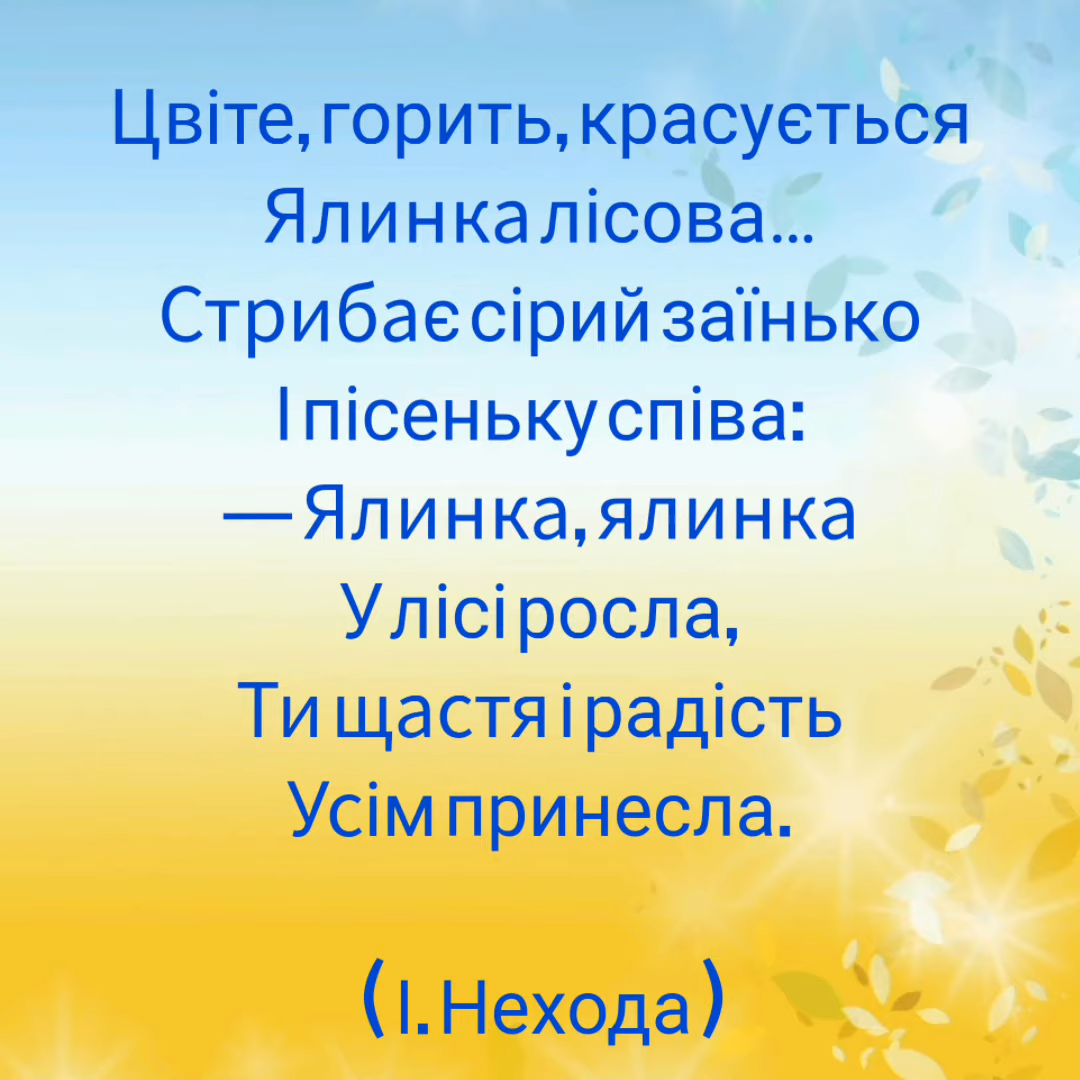 Цвіте, горить, красується
Ялинка лісова...
Стрибає сірий заїнько
І пісеньку співа:
— Ялинка, ялинка
У лісі росла,
Ти щастя і радість
Усім принесла.
(І. Нехода)